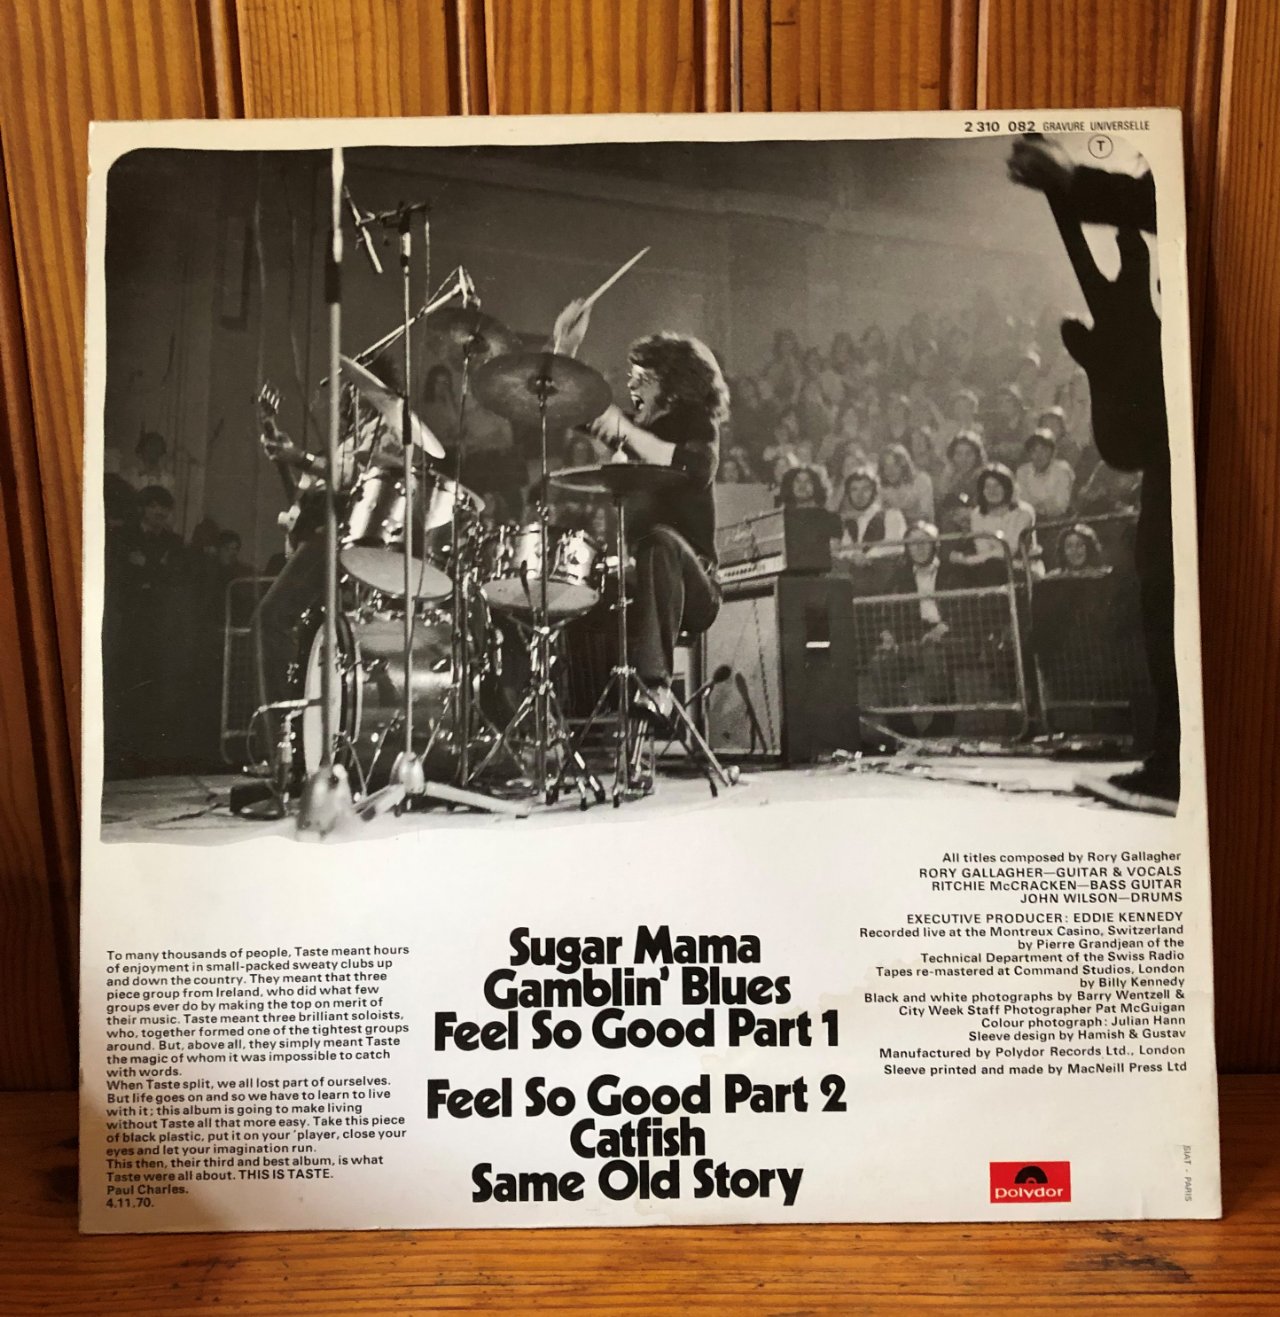 2310 082 GRAVURE UNIVERSELLE
T
All titles composed by Rory Gallagher
RORY GALLAGHER—GUITAR & VOCALS
RITCHIE McCRACKEN—BASS GUITAR
JOHN WILSON—DRUMS
EXECUTIVE PRODUCER: EDDIE KENNEDY
Recorded live at the Montreux Casino, Switzerland
by Pierre Grandjean of the
Technical Department of the Swiss Radio
Tapes re-mastered at Command Studios, London
by Billy Kennedy
Black and white photographs by Barry Wentzell &
City Week Staff Photographer Pat McGuigan
Colour photograph: Julian Hann
Sleeve design by Hamish & Gustav
Manufactured by Polydor Records Ltd., London
Sleeve printed and made by MacNeill Press Ltd
To many thousands of people, Taste meant hours
of enjoyment in small-packed sweaty clubs up
and down the country. They meant that three
piece group from Ireland, who did what few
groups ever do by making the top on merit of
their music. Taste meant three brilliant soloists,
who, together formed one of the tightest groups
around. But, above all, they simply meant Taste
the magic of whom it was impossible to catch
with words.
When Taste split, we all lost part of ourselves.
But life goes on and so we have to learn to live
with it; this album is going to make living
without Taste all that more easy. Take this piece
of black plastic, put it on your 'player, close your
eyes and let your imagination run.
This then, their third and best album, is what
Taste were all about. THIS IS TASTE.
Paul Charles.
4.11.70.
Sugar Mama
Gamblin' Blues
Feel So Good Part 1
Feel So Good Part 2
Catfish
Same Old Story
polydor
SIAT - PARIS